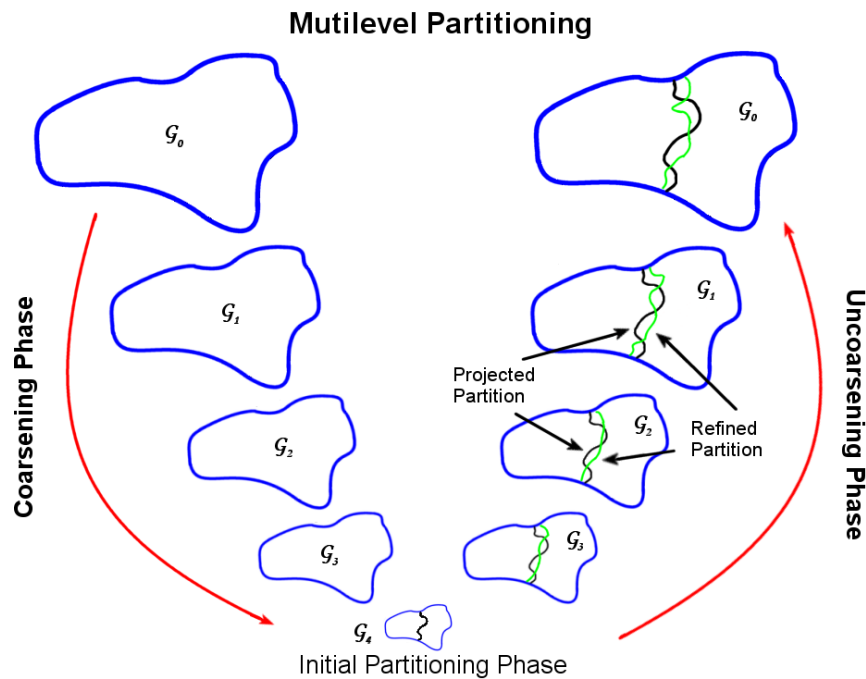 Mutilevel Partitioning
G0
G0
G1
G1
Coarsening Phase
Uncoarsening Phase
Projected
Partition
Refined
Partition
G2
G2
G3
G3
G4
Initial Partitioning Phase